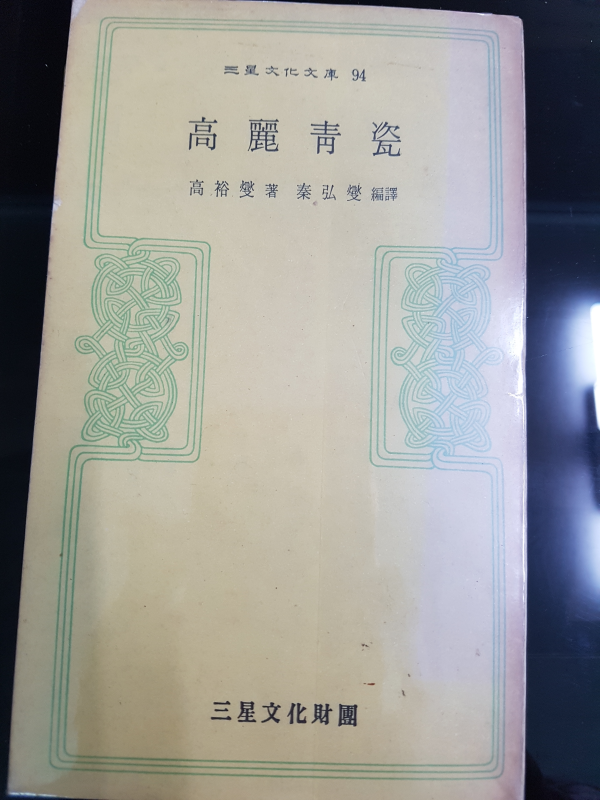 三星文化文庫 94
高麗靑瓷
高裕燮著 秦弘燮 編譯
三星文化財團